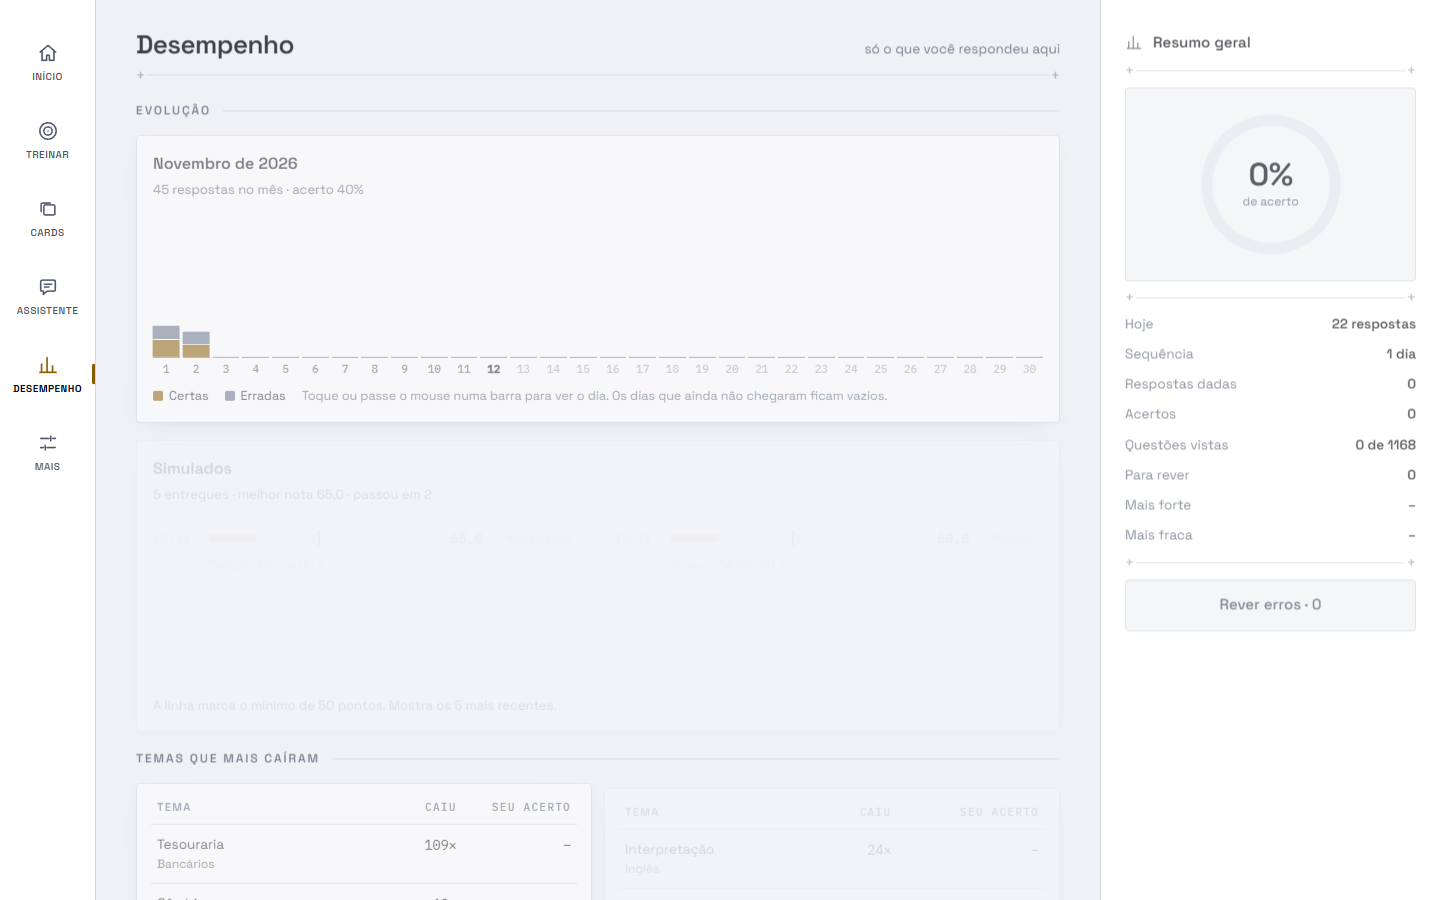 INÍCIO
TREINAR
CARDS
ASSISTENTE
DESEMPENHO
MAIS
Desempenho
só o que você respondeu aqui
EVOLUÇÃO
Novembro de 2026
45 respostas no mês · acerto 40%
1 2 3 4 5 6 7 8 9 10 11 12 13 14 15 16 17 18 19 20 21 22 23 24 25 26 27 28 29 30
Certas Erradas Toque ou passe o mouse numa barra para ver o dia. Os dias que ainda não chegaram ficam vazios.
Simulados
5 entregues · melhor nota 65,0 · passou em 2
A linha marca o mínimo de 50 pontos. Mostra os 5 mais recentes.
TEMAS QUE MAIS CAÍRAM
TEMA CAIU SEU ACERTO
Tesouraria 109× –
Bancários
TEMA CAIU SEU ACERTO
Interpretação 24× –
Inglês
Resumo geral
0%
de acerto
Hoje 22 respostas
Sequência 1 dia
Respostas dadas 0
Acertos 0
Questões vistas 0 de 1168
Para rever 0
Mais forte –
Mais fraca –
Rever erros · 0